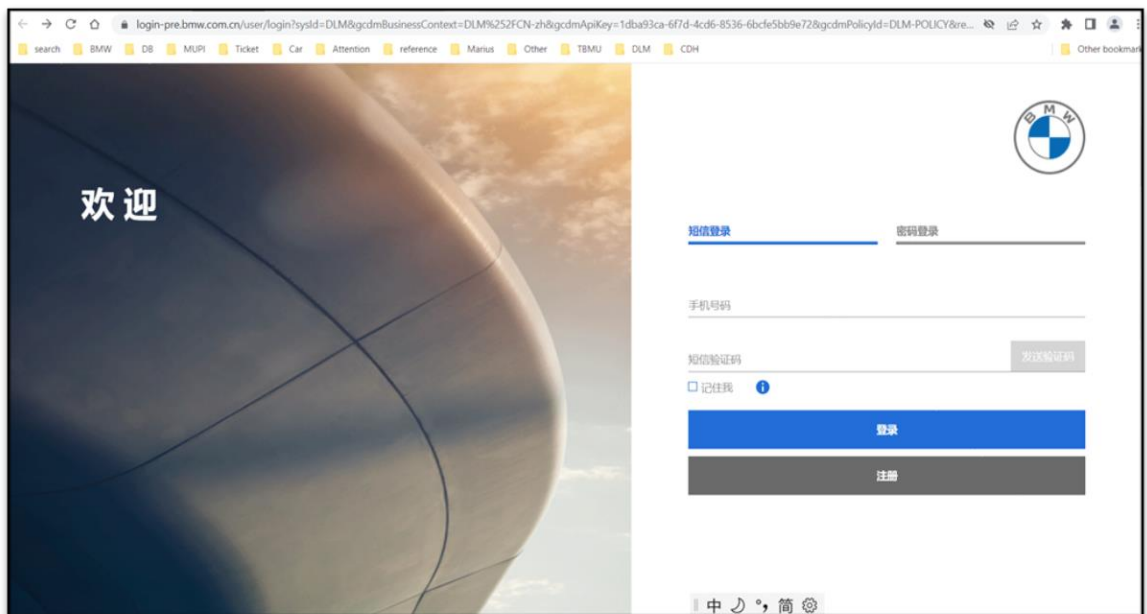 login-pre.bmw.com.cn/user/login?sysId=DLM&gcdmBusinessContext=DLM%252FCN-zh&gcdmApiKey=1dba93ca-6f7d-4cd6-8536-6bcfe5bb9e72&gcdmPolicyId=DLM-POLICY&re...
search BMW DB MUPI Ticket Car Attention reference Marius Other TBMU DLM CDH Other bookmark
BMW
欢迎
短信登录 密码登录
手机号码
短信验证码 发送验证码
记住我
登录
注册
中 简